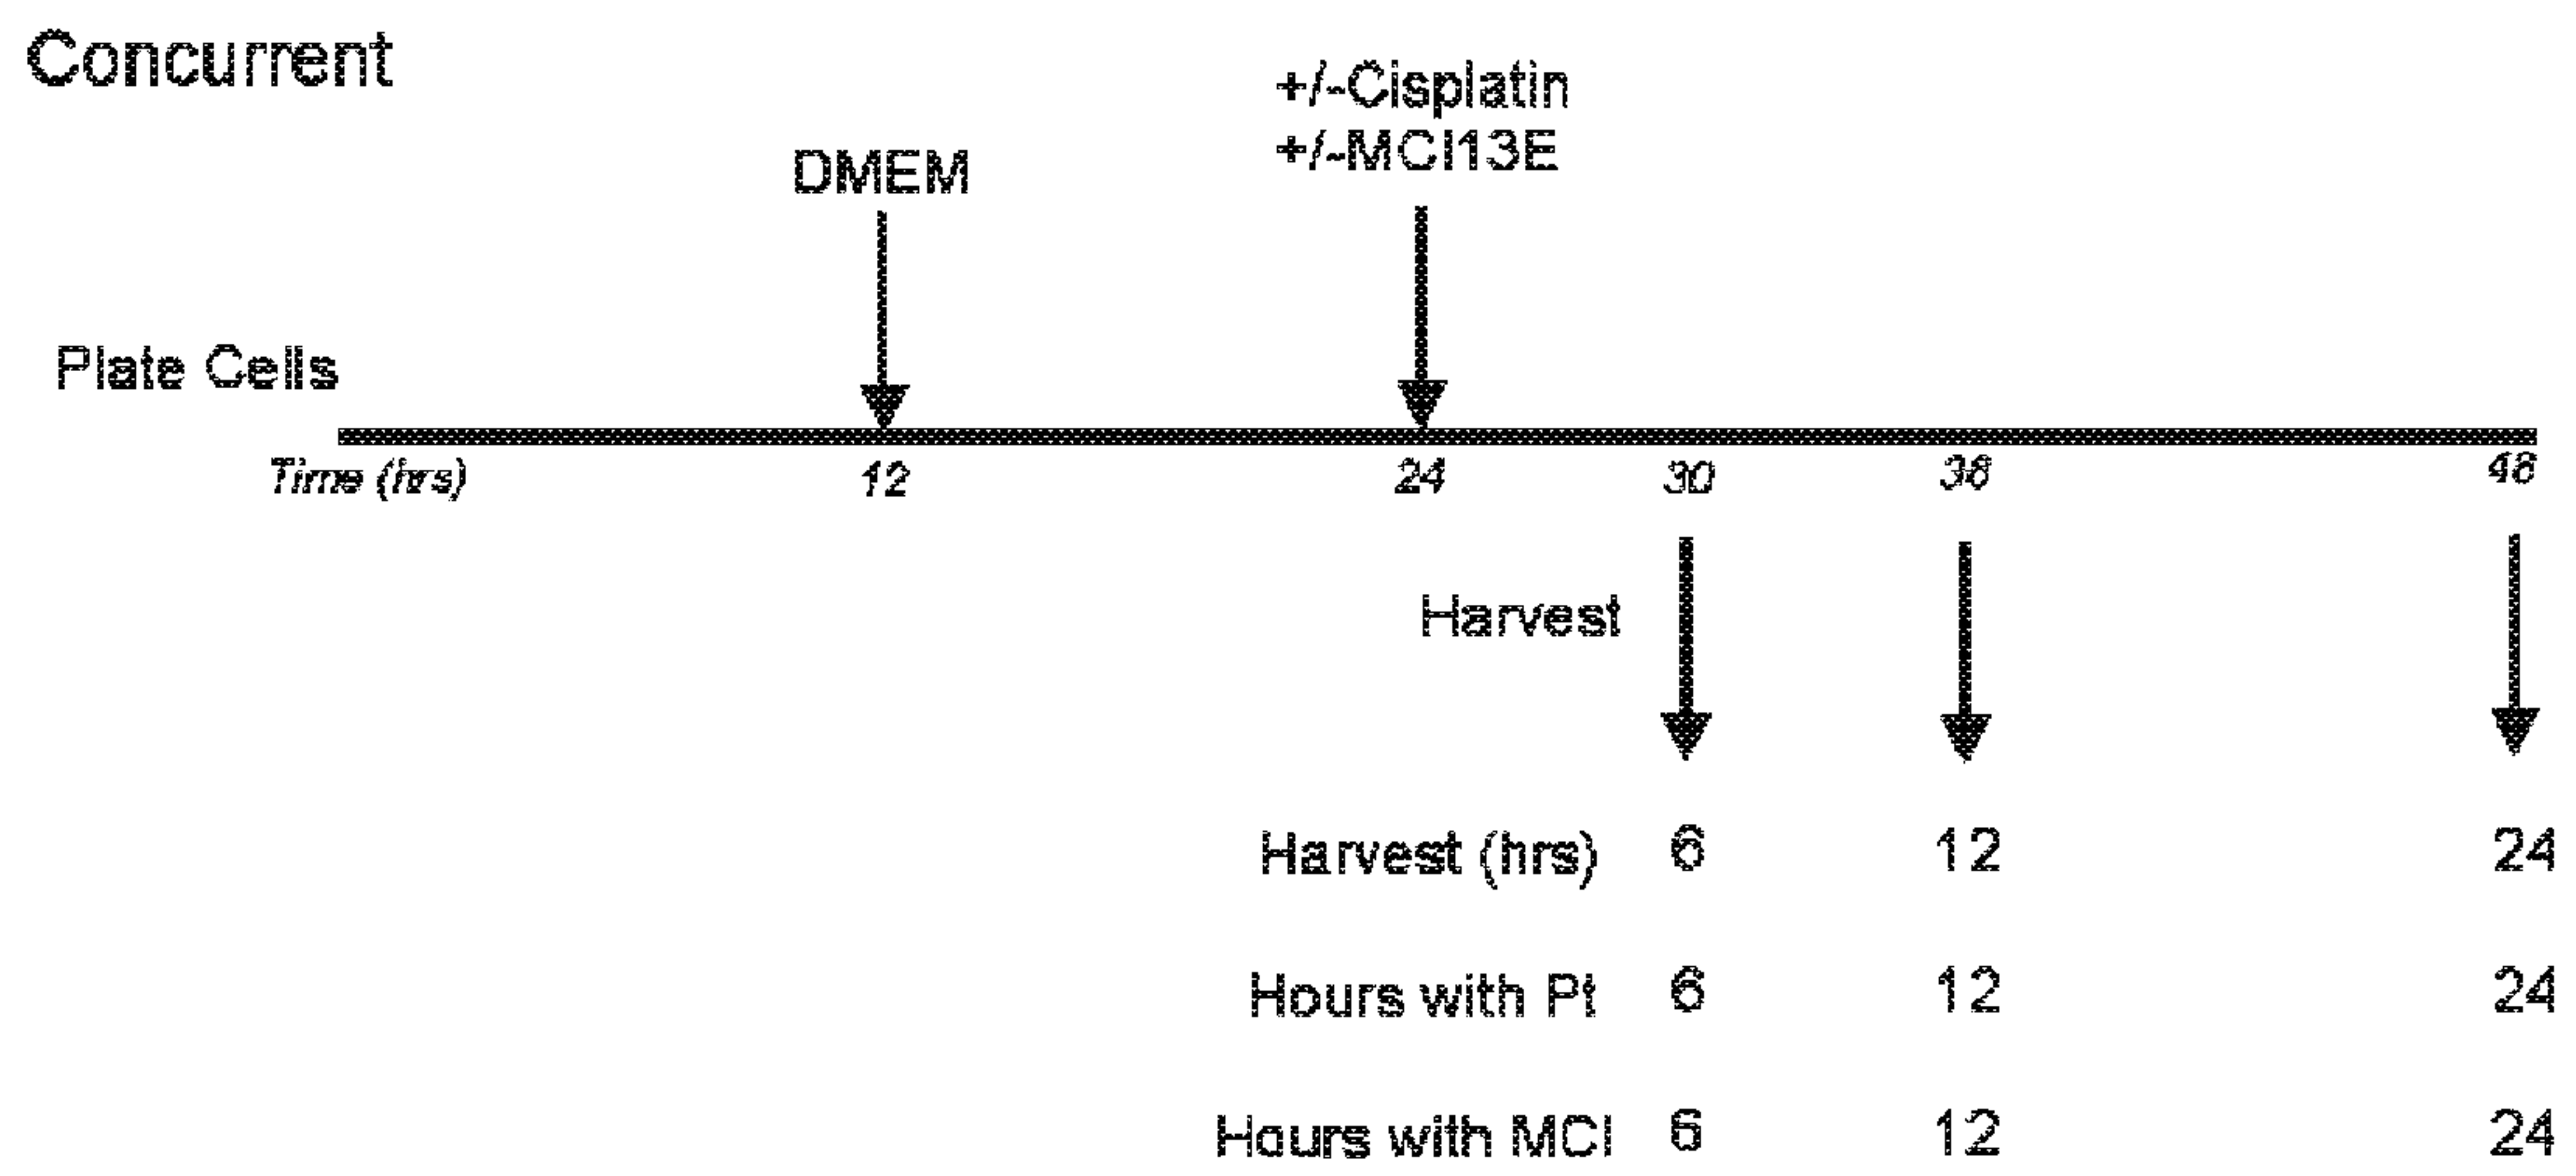 Concurrent
+/-Cisplatin
+/-MCI13E
DMEM
Plate Cells
Time (hrs) 12 24 30 36 48
Harvest
Harvest (hrs) 6 12 24
Hours with Pt 6 12 24
Hours with MCI 6 12 24